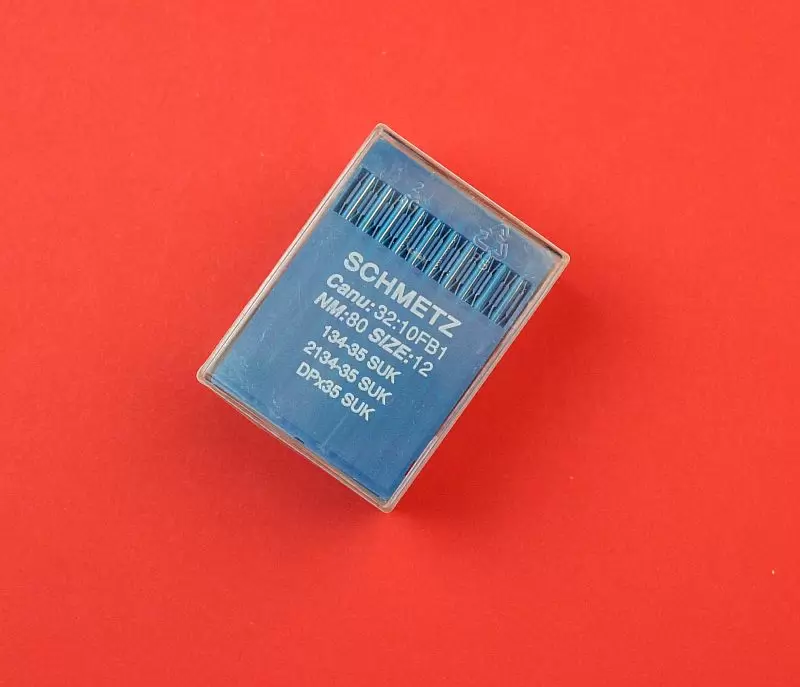 SCHMETZ
Canu: 32:10FB1
NM:80 SIZE:12
134-35 SUK
2134-35 SUK
DPx35 SUK